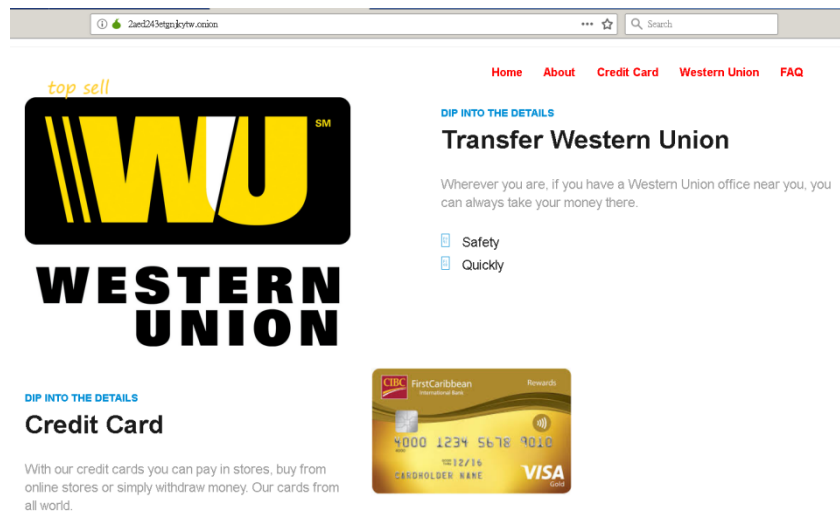 2aed243etgnjkytw.onion
Search
Home About Credit Card Western Union FAQ
top sell
WU SM
WESTERN
UNION
DIP INTO THE DETAILS
Transfer Western Union
Wherever you are, if you have a Western Union office near you, you
can always take your money there.
Safety
Quickly
DIP INTO THE DETAILS
Credit Card
With our credit cards you can pay in stores, buy from
online stores or simply withdraw money. Our cards from
all world.
CIBC FirstCaribbean Rewards
International Bank
4000 1234 5678 9010
12/16
CARDHOLDER NAME
VISA
Gold